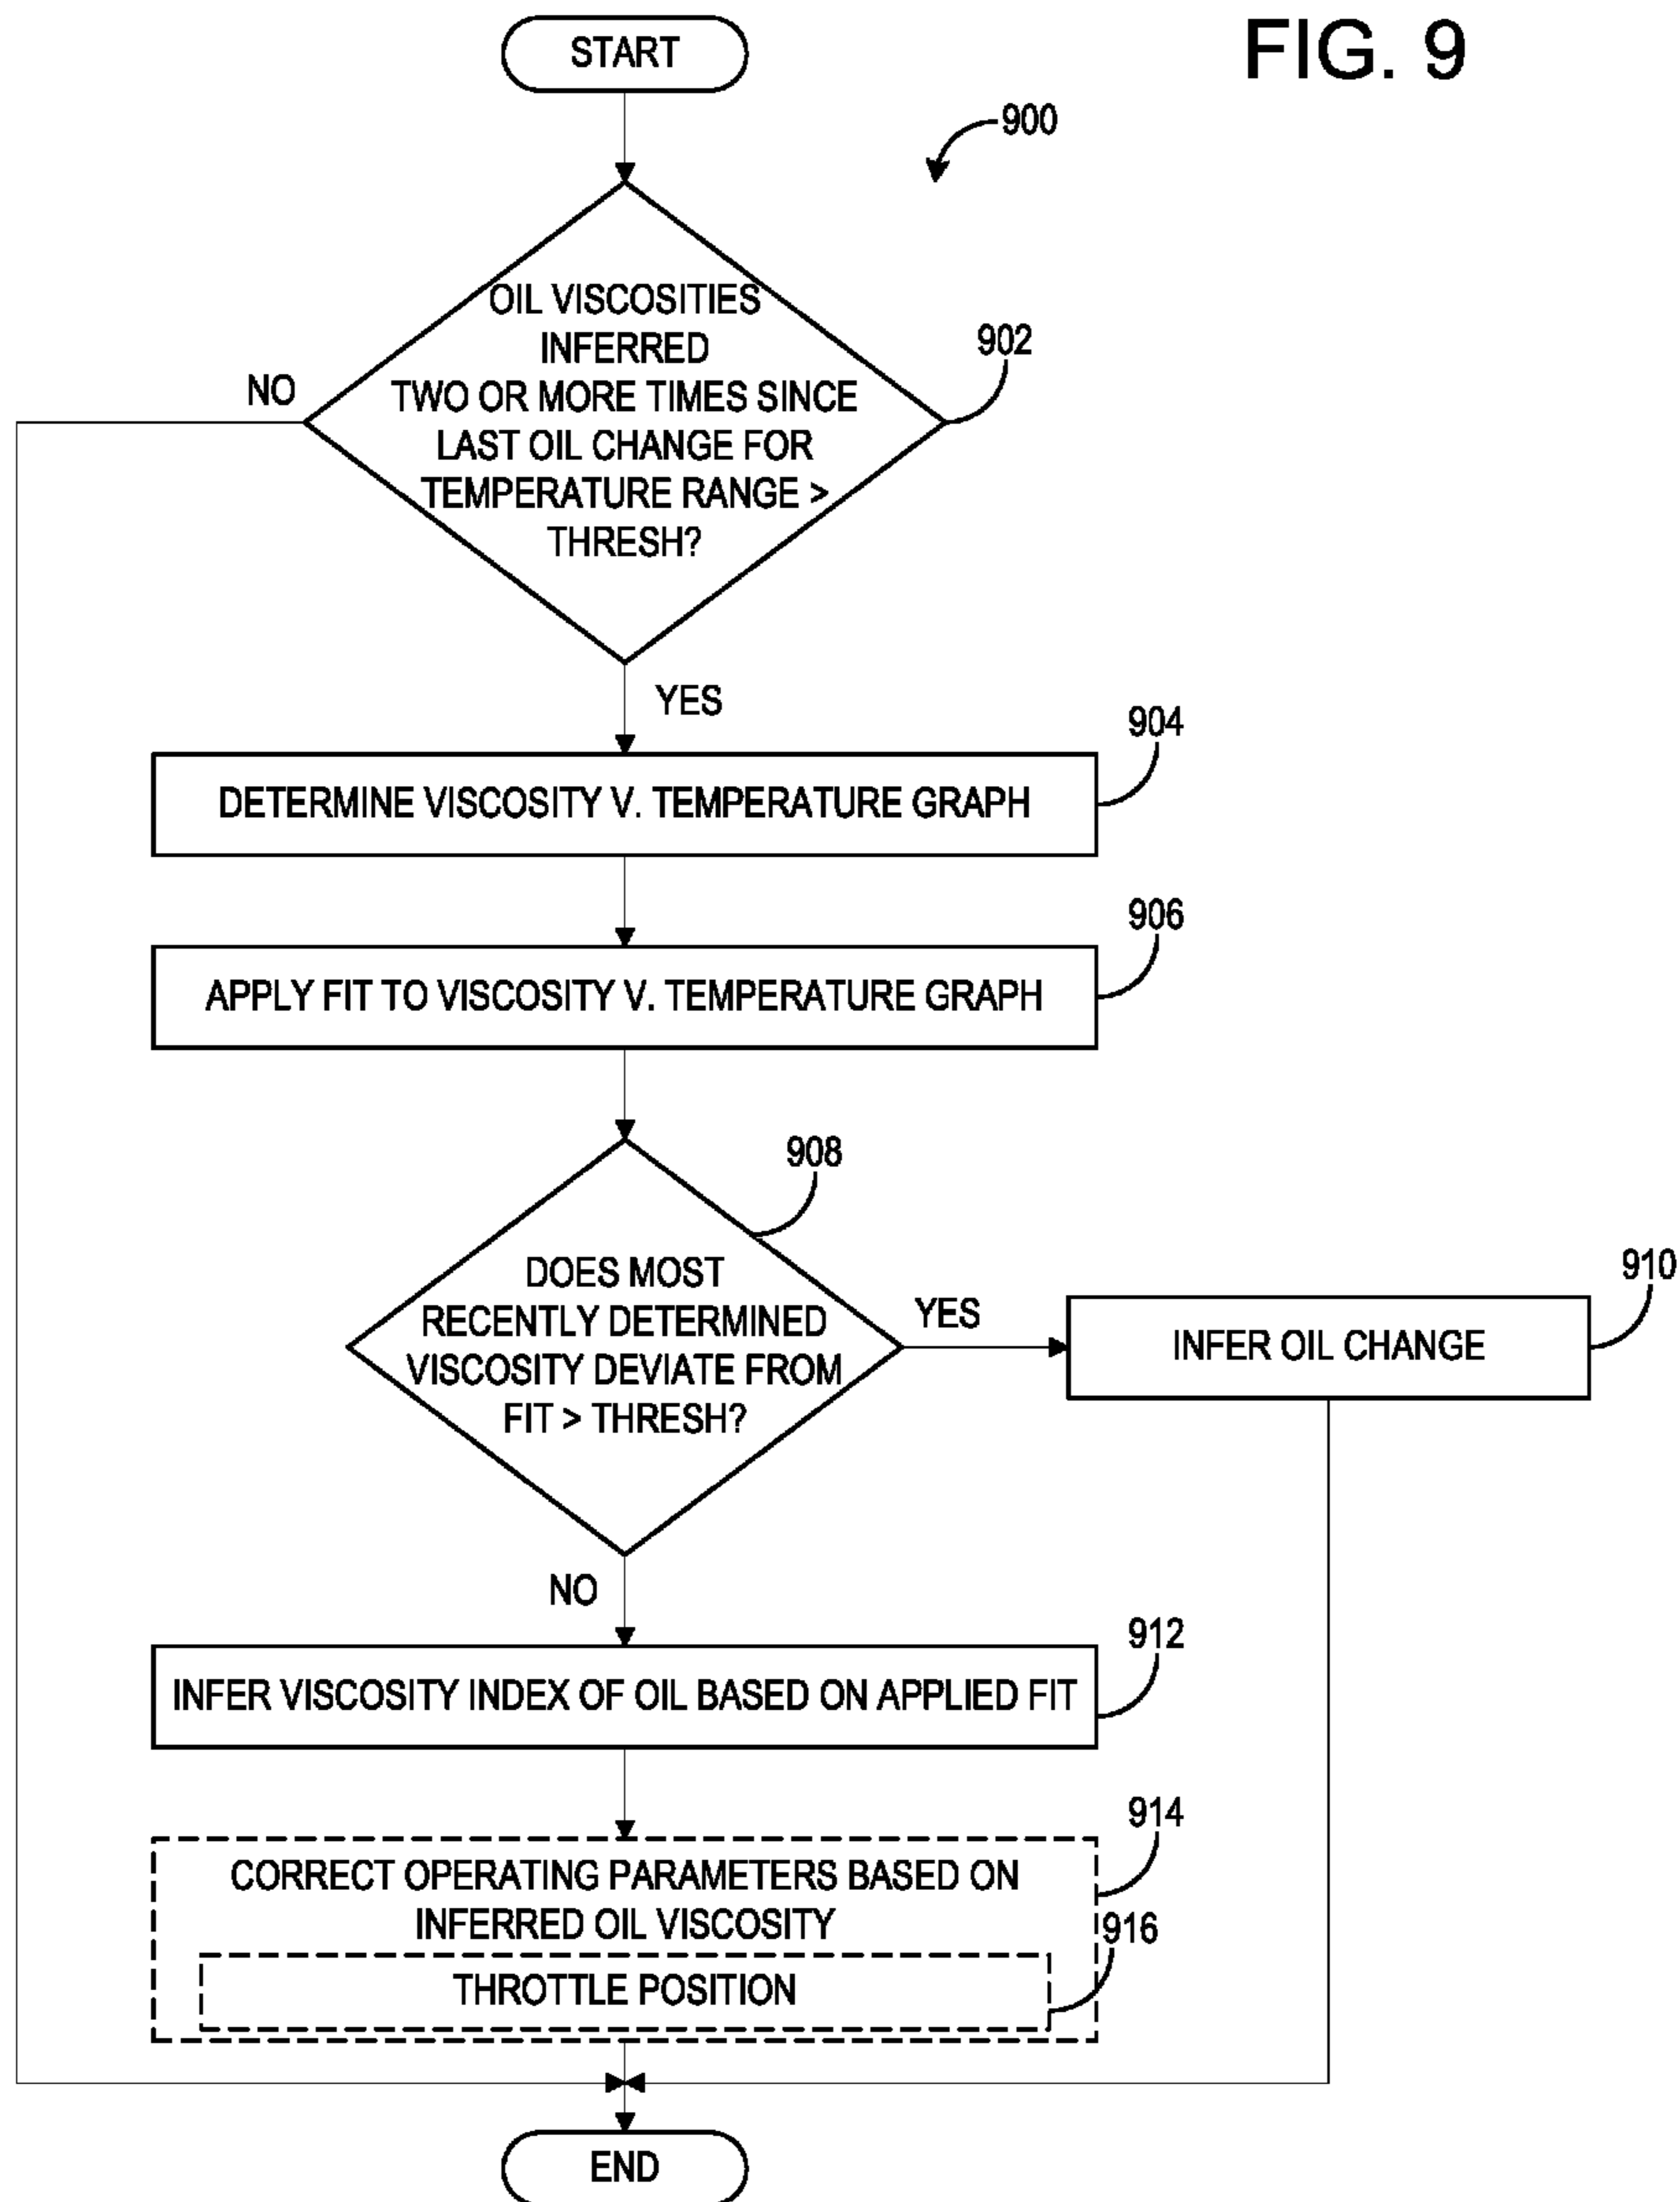 FIG. 9
START
900
OIL VISCOSITIES
INFERRED
TWO OR MORE TIMES SINCE
LAST OIL CHANGE FOR
TEMPERATURE RANGE >
THRESH?
902
NO
YES
904
DETERMINE VISCOSITY V. TEMPERATURE GRAPH
906
APPLY FIT TO VISCOSITY V. TEMPERATURE GRAPH
908
DOES MOST
RECENTLY DETERMINED
VISCOSITY DEVIATE FROM
FIT > THRESH?
YES
910
INFER OIL CHANGE
NO
912
INFER VISCOSITY INDEX OF OIL BASED ON APPLIED FIT
914
CORRECT OPERATING PARAMETERS BASED ON
INFERRED OIL VISCOSITY
916
THROTTLE POSITION
END